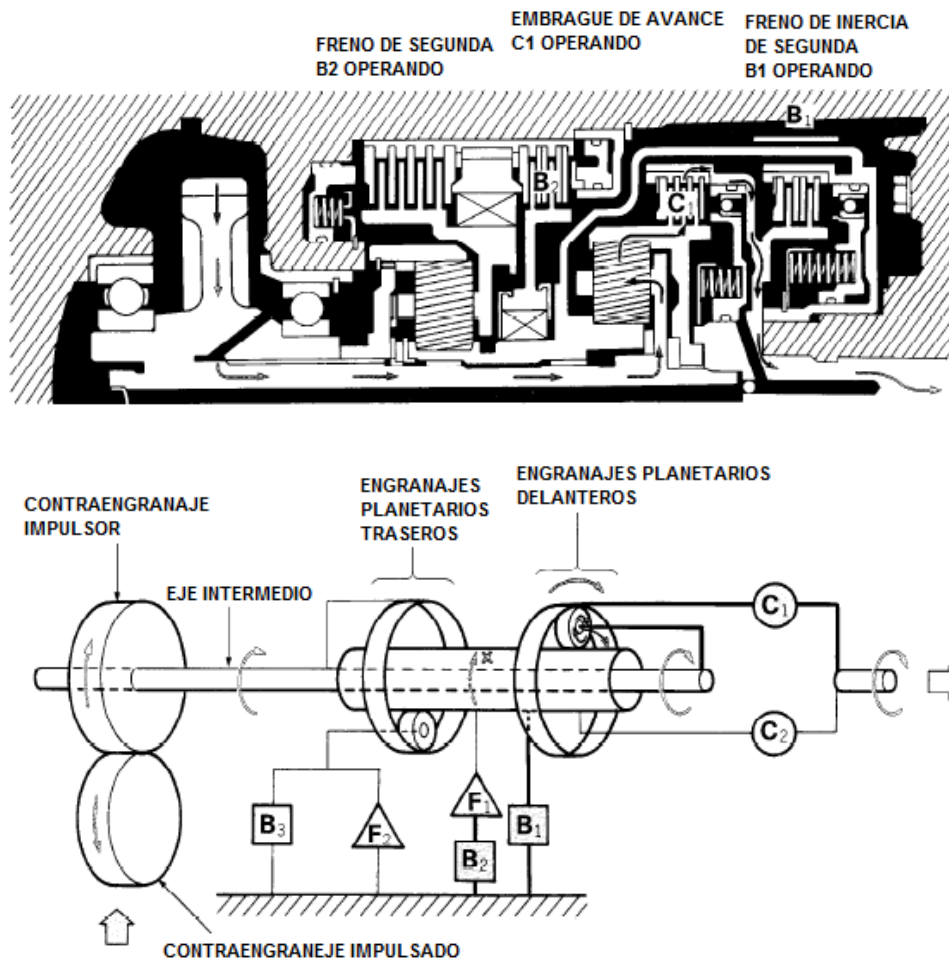 FRENO DE SEGUNDA
B2 OPERANDO
EMBRAGUE DE AVANCE
C1 OPERANDO
FRENO DE INERCIA
DE SEGUNDA
B1 OPERANDO
B₁
B₂
C₁
CONTRAENGRANAJE
IMPULSOR
EJE INTERMEDIO
ENGRANAJES
PLANETARIOS
TRASEROS
ENGRANAJES PLANETARIOS
DELANTEROS
C₁
x
C₂
B₃
F₂
F₁
B₂
B₁
CONTRAENGRANEJE IMPULSADO